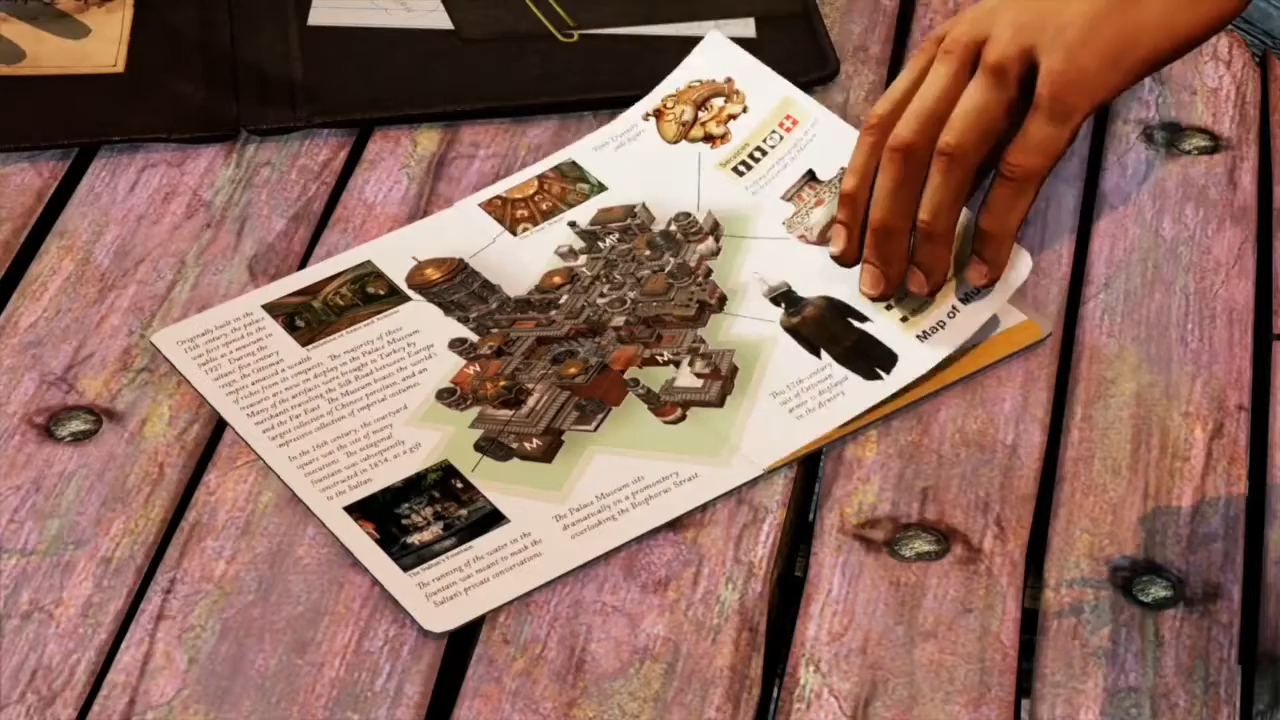 Originally built in the
15th century, the palace
was first opened to the
public as a museum in
1927. During the
sultans' five century
reign, the Ottoman
empire amassed a wealth
of riches from its conquests. The majority of these
treasures are now on deploy in the Palace Museum.
Many of the artifacts were brought to Turkey by
merchants traveling the Silk Road between Europe
and the Far East. The Museum boasts the world's
largest collection of Chinese porcelain, and an
impressive collection of imperial costumes.
In the 16th century, the courtyard
square was the site of many
executions. The octagonal
fountain was subsequently
constructed in 1854, as a gift
to the Sultan.
The Sultan's Fountain
The running of the water in the
fountain was meant to mask the
Sultan's private conversations.
The Palace Museum sits
dramatically on a promontory
overlooking the Bosphorus Strait.
W
M
M
Services
This 17th-century
suit of Ottoman
armor is displayed
in the Armory
Map of Mu